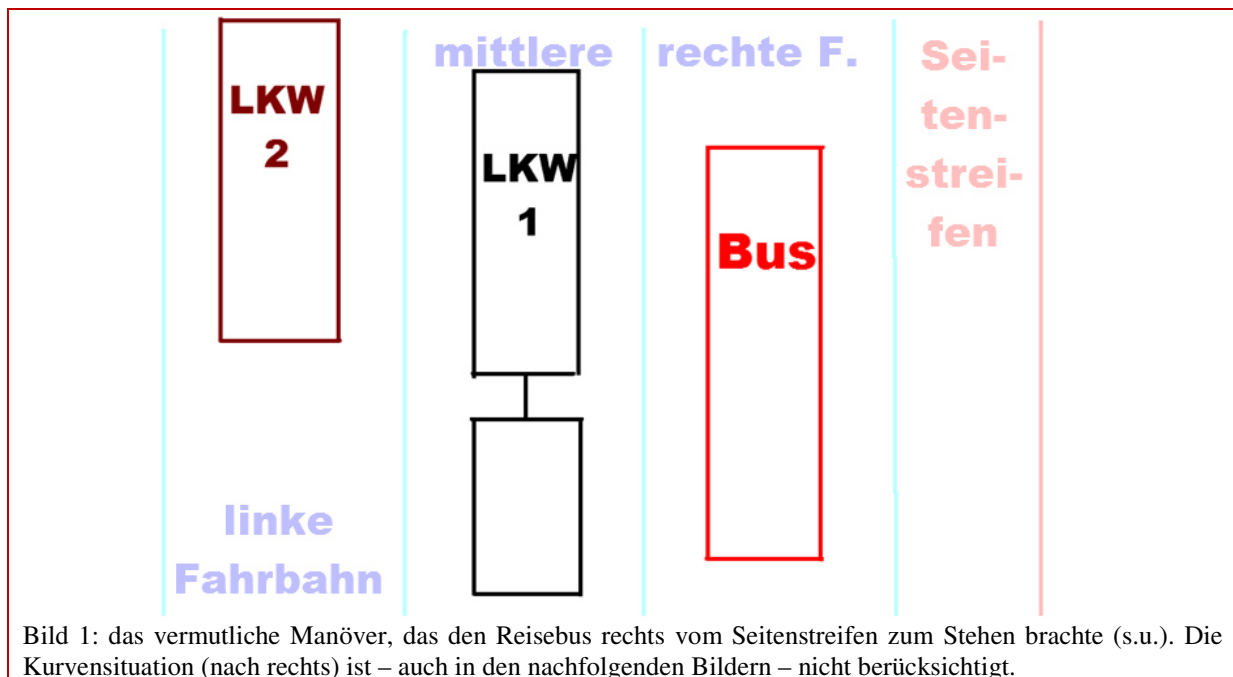 mittlere
rechte F.
Sei-
ten-
strei-
fen
LKW
2
LKW
1
Bus
linke
Fahrbahn
Bild 1: das vermutliche Manöver, das den Reisebus rechts vom Seitenstreifen zum Stehen brachte (s.u.). Die
Kurvensituation (nach rechts) ist – auch in den nachfolgenden Bildern – nicht berücksichtigt.